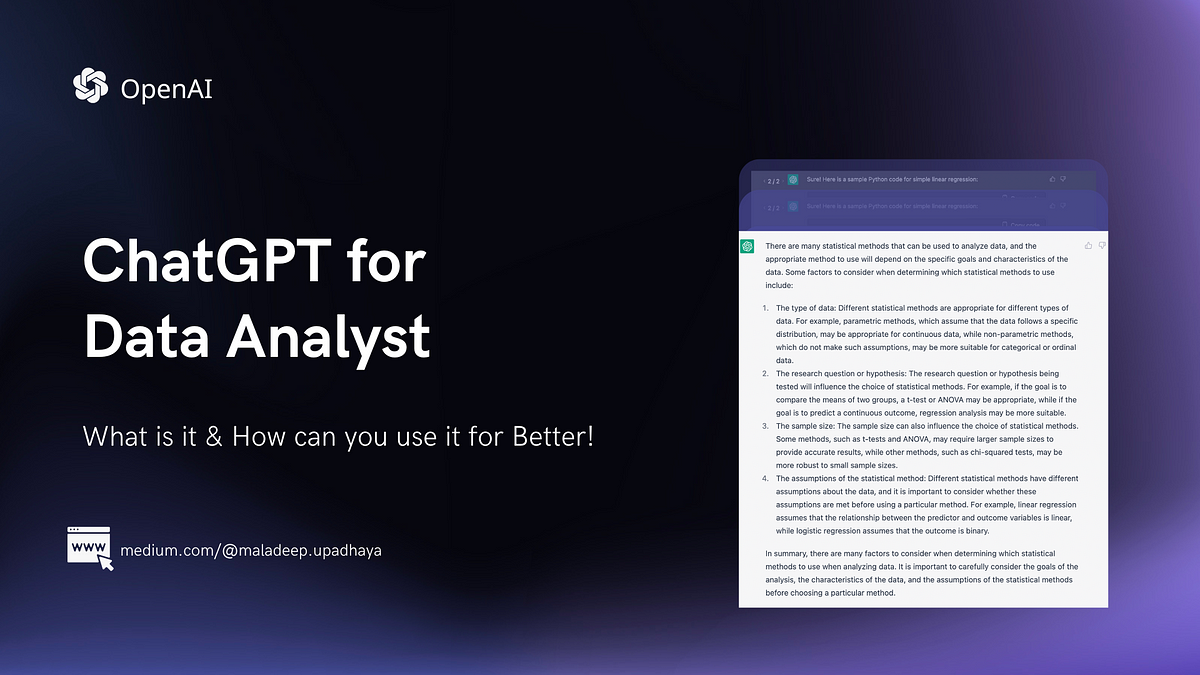 OpenAI
ChatGPT for
Data Analyst
What is it & How can you use it for Better!
WWW
medium.com/@maladeep.upadhaya
2 / 2
Sure! Here is a sample Python code for simple linear regression:
2 / 2
Sure! Here is a sample Python code for simple linear regression:
Copy code
There are many statistical methods that can be used to analyze data, and the
appropriate method to use will depend on the specific goals and characteristics of the
data. Some factors to consider when determining which statistical methods to use
include:
1. The type of data: Different statistical methods are appropriate for different types of
data. For example, parametric methods, which assume that the data follows a specific
distribution, may be appropriate for continuous data, while non-parametric methods,
which do not make such assumptions, may be more suitable for categorical or ordinal
data.
2. The research question or hypothesis: The research question or hypothesis being
tested will influence the choice of statistical methods. For example, if the goal is to
compare the means of two groups, a t-test or ANOVA may be appropriate, while if the
goal is to predict a continuous outcome, regression analysis may be more suitable.
3. The sample size: The sample size can also influence the choice of statistical methods.
Some methods, such as t-tests and ANOVA, may require larger sample sizes to
provide accurate results, while other methods, such as chi-squared tests, may be
more robust to small sample sizes.
4. The assumptions of the statistical method: Different statistical methods have different
assumptions about the data, and it is important to consider whether these
assumptions are met before using a particular method. For example, linear regression
assumes that the relationship between the predictor and outcome variables is linear,
while logistic regression assumes that the outcome is binary.
In summary, there are many factors to consider when determining which statistical
methods to use when analyzing data. It is important to carefully consider the goals of the
analysis, the characteristics of the data, and the assumptions of the statistical methods
before choosing a particular method.